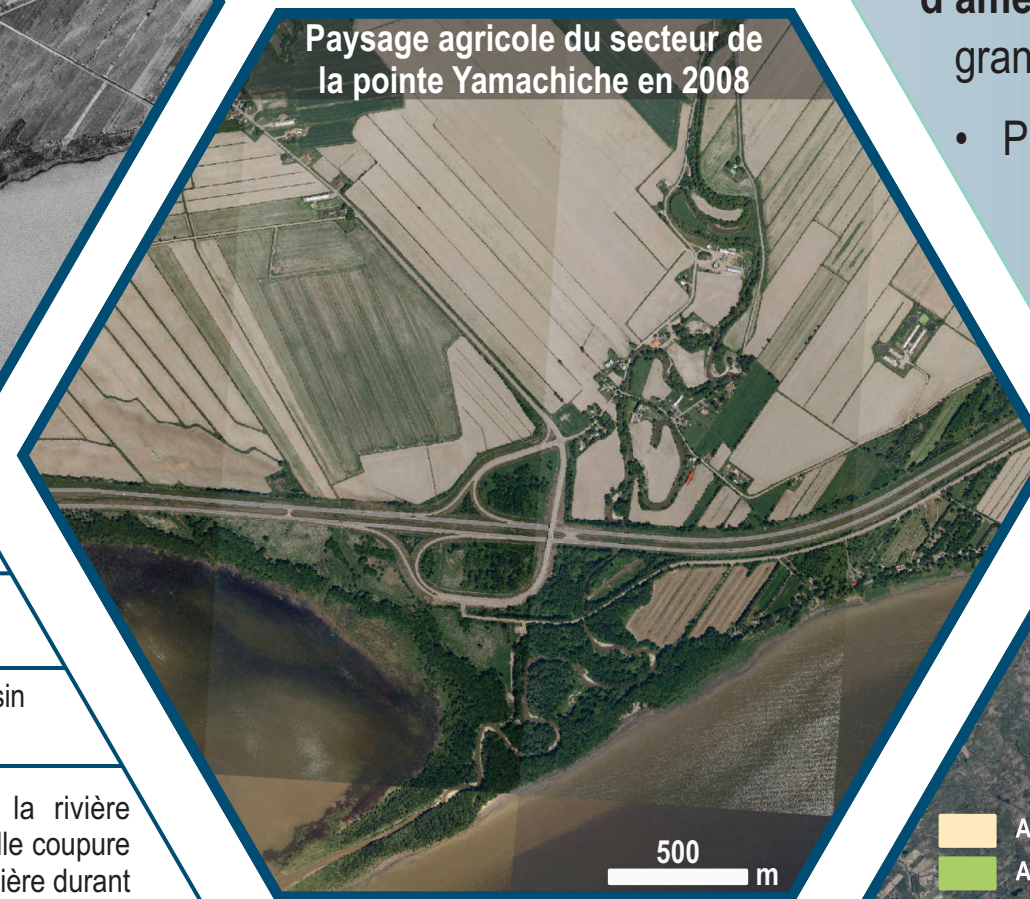 Paysage agricole du secteur de
la pointe Yamachiche en 2008
gran
• P
sin
la rivière
lle coupure
ière durant
500
m
A
A